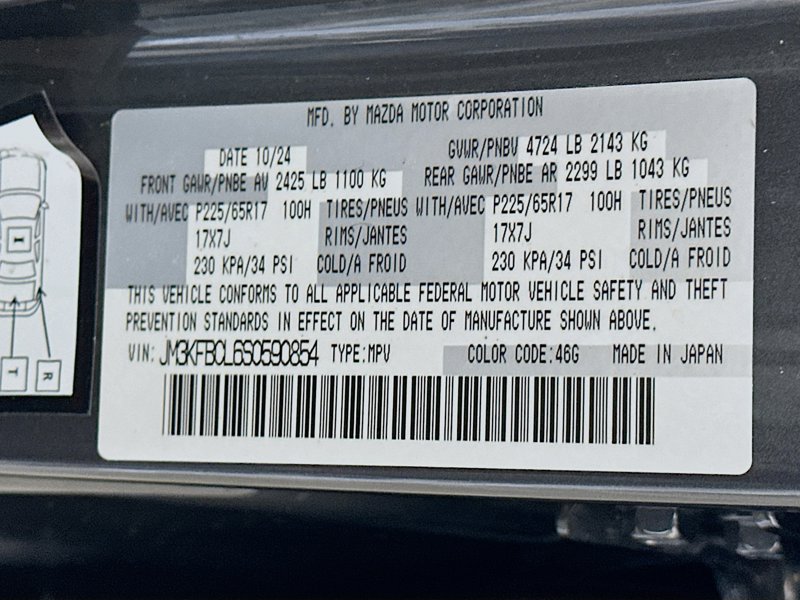 MFD. BY MAZDA MOTOR CORPORATION
DATE 10/24 GVWR/PNBV 4724 LB 2143 KG
FRONT GAWR/PNBE AV 2425 LB 1100 KG REAR GAWR/PNBE AR 2299 LB 1043 KG
WITH/AVEC P225/65R17 100H TIRES/PNEUS WITH/AVEC P225/65R17 100H TIRES/PNEUS
17X7J RIMS/JANTES 17X7J RIMS/JANTES
230 KPA/34 PSI COLD/A FROID 230 KPA/34 PSI COLD/A FROID
THIS VEHICLE CONFORMS TO ALL APPLICABLE FEDERAL MOTOR VEHICLE SAFETY AND THEFT
PREVENTION STANDARDS IN EFFECT ON THE DATE OF MANUFACTURE SHOWN ABOVE.
VIN: JM3KFBCL6S0590854 TYPE:MPV COLOR CODE:46G MADE IN JAPAN
T R